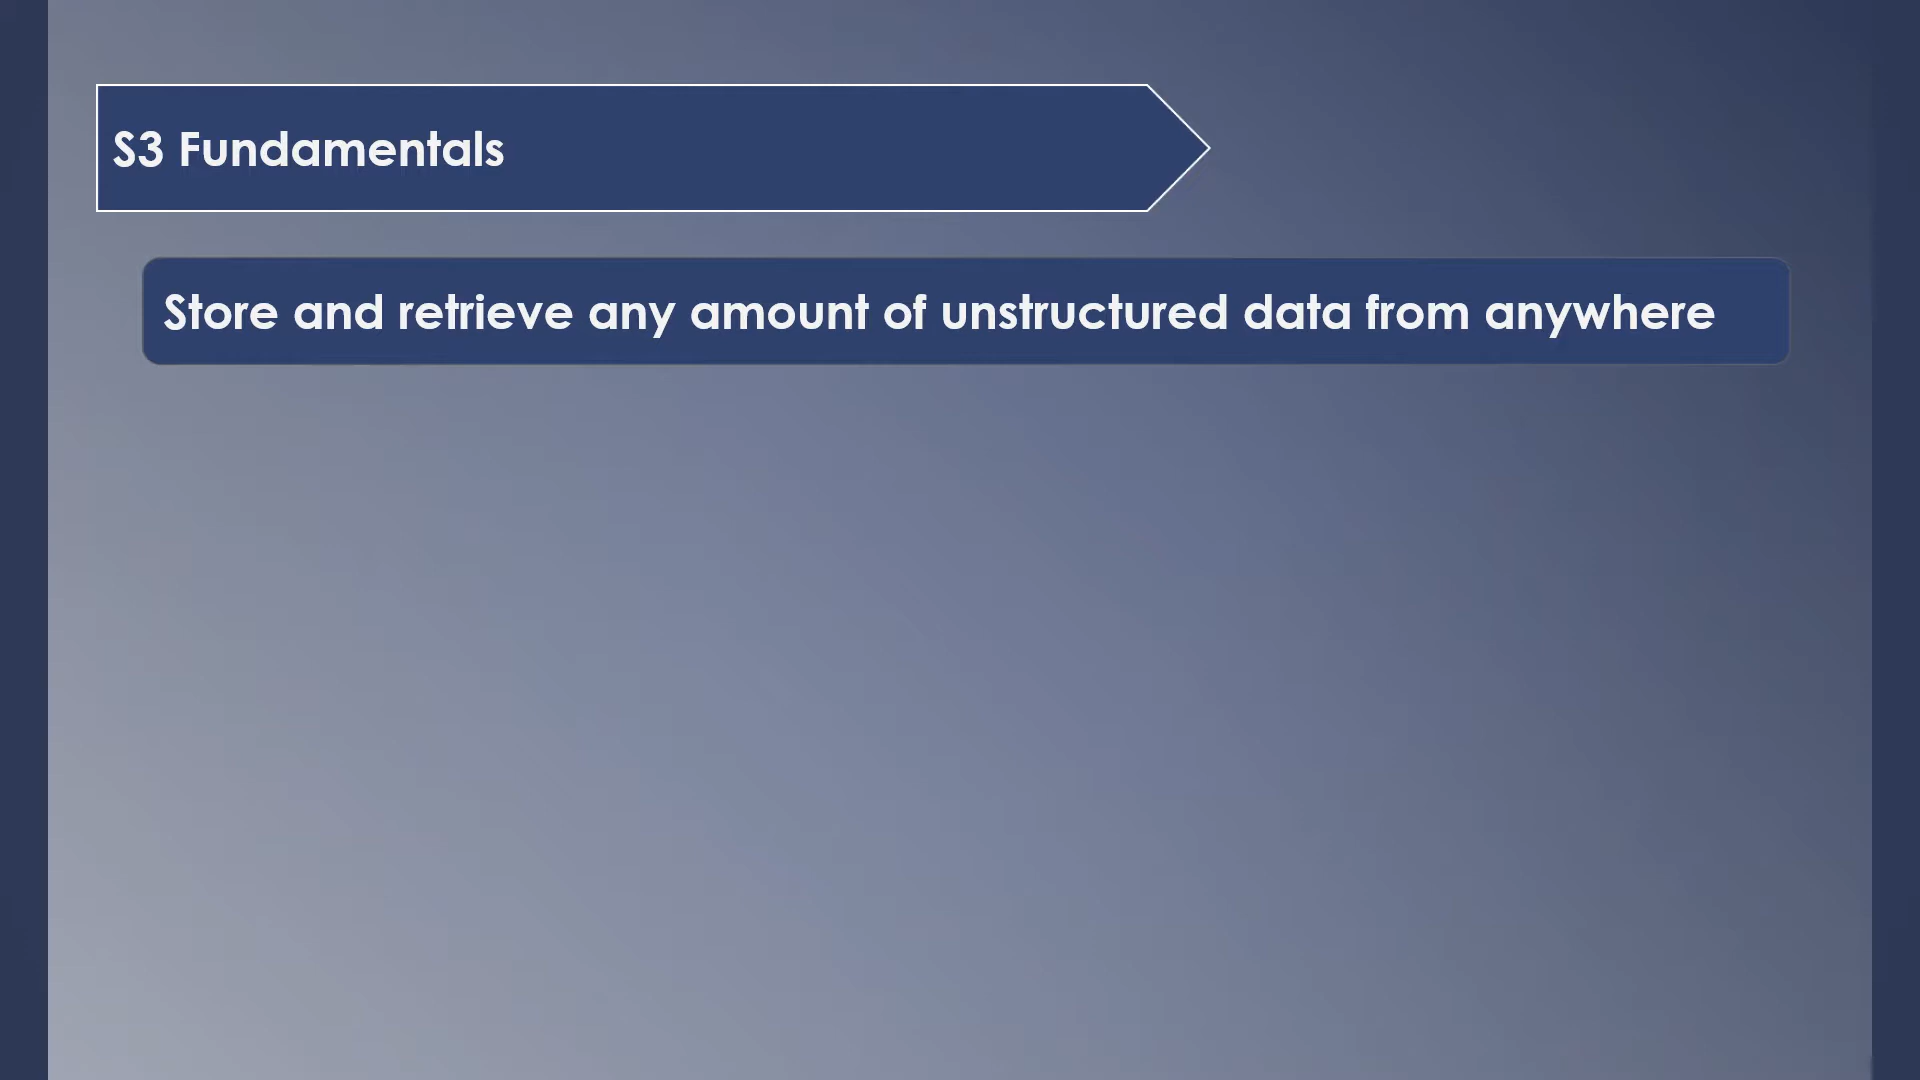 S3 Fundamentals
Store and retrieve any amount of unstructured data from anywhere